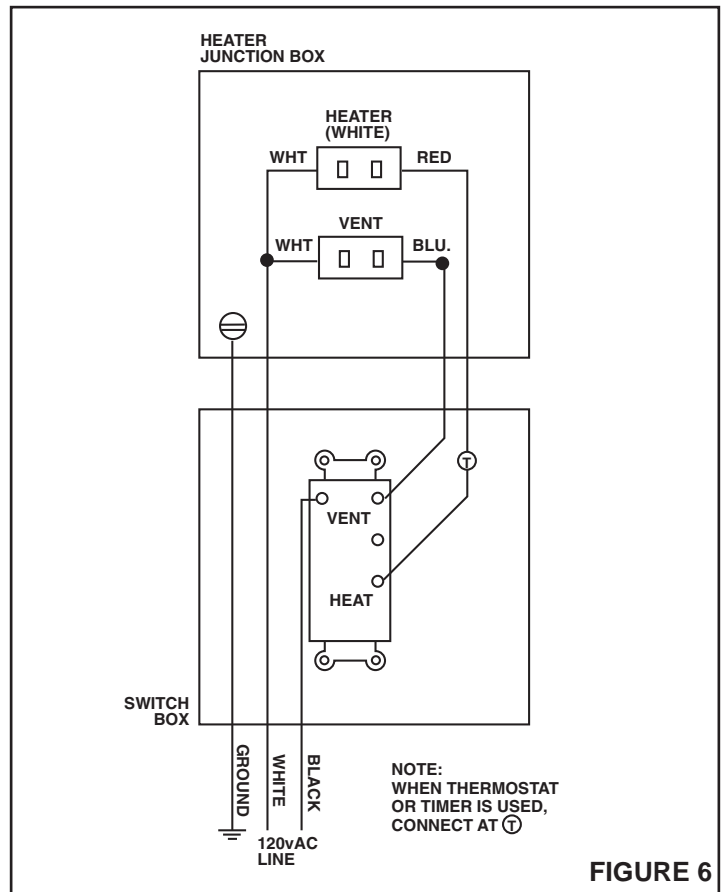 HEATER
JUNCTION BOX
HEATER
(WHITE)
WHT
RED
VENT
WHT
BLU.
T
VENT
HEAT
SWITCH
BOX
GROUND
WHITE
BLACK
120vAC
LINE
NOTE:
WHEN THERMOSTAT
OR TIMER IS USED,
CONNECT AT Ⓣ
FIGURE 6